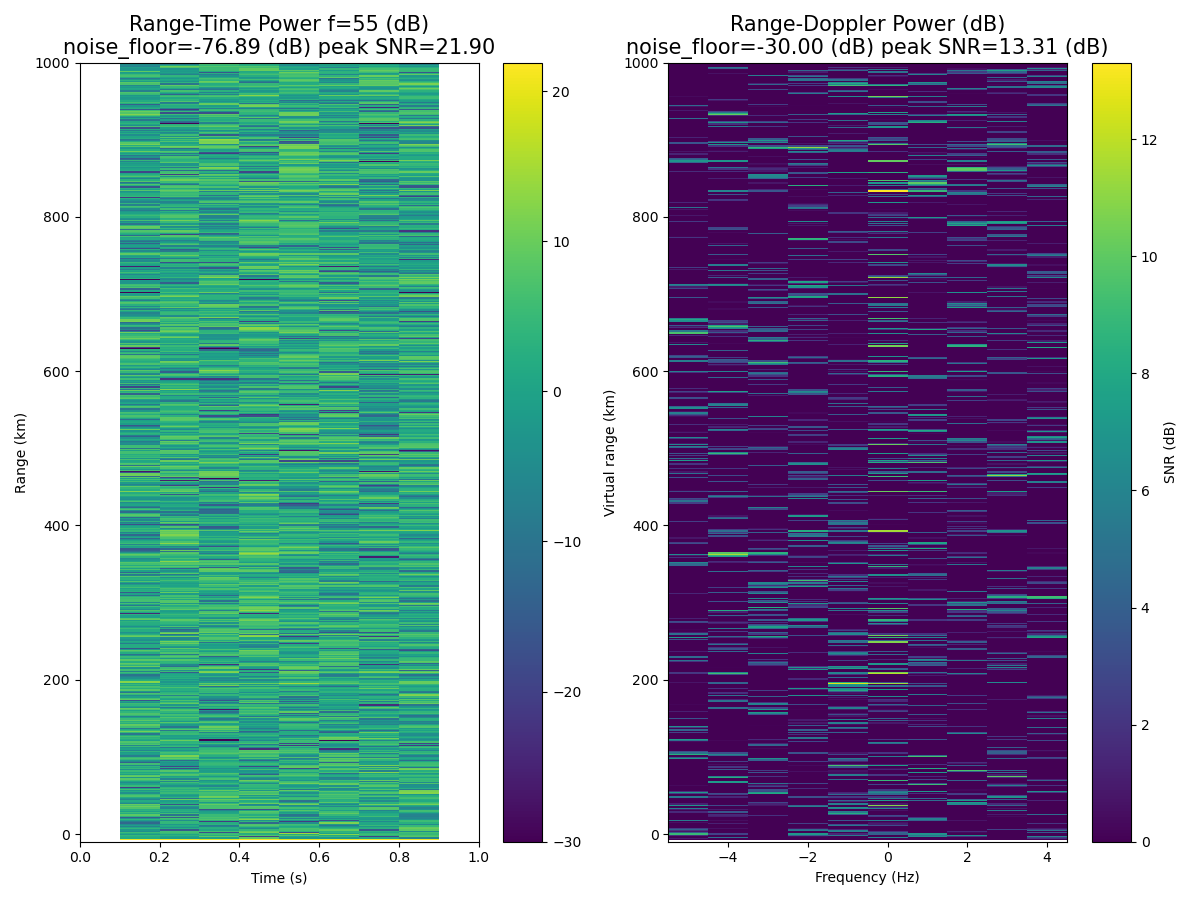 Range-Time Power f=55 (dB)
noise_floor=-76.89 (dB) peak SNR=21.90
1000
800
600
400
200
0
Range (km)
0.0 0.2 0.4 0.6 0.8 1.0
Time (s)
20
10
0
−10
−20
−30
Range-Doppler Power (dB)
noise_floor=-30.00 (dB) peak SNR=13.31 (dB)
1000
800
600
400
200
0
Virtual range (km)
−4 −2 0 2 4
Frequency (Hz)
12
10
8
6
4
2
0
SNR (dB)